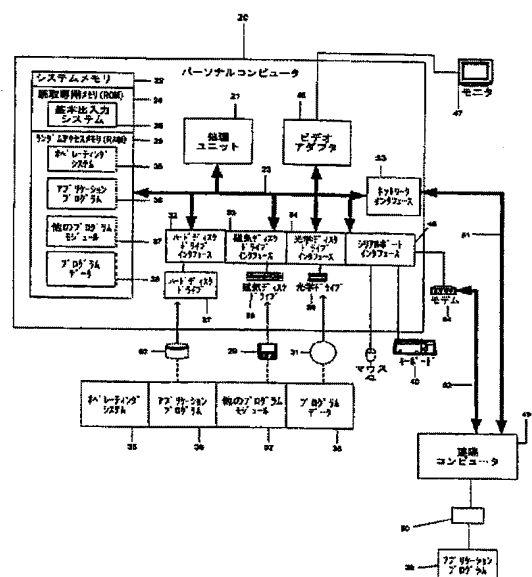 20
パーソナルコンピュータ
システムメモリ
22
読取専用メモリ(ROM)
24
基本出入力
システム
26
ランダムアクセスメモリ(RAM)
オペレーティング
システム
35
アプリケーション
プログラム
36
他のプログラム
モジュール
37
プログラム
データ
38
処理
ユニット
21
ビデオ
アダプタ
モニタ
47
23
ネットワーク
インタフェース
53
51
32
33
34
46
ハードディスク
ドライブ
インタフェース
磁気ディスク
ドライブイン
タフェース
光学ディスク
ドライブ
インタフェース
シリアルポート
インタフェース
ハードディスク
ドライブ
27
磁気ディスク
ドライブ
光学ドライブ
モデム
54
29
31
マウス
キーボード
40
52
オペレーティング
システム
アプリケーション
プログラム
他のプログラム
モジュール
プログラム
データ
35
36
37
38
遠隔
コンピュータ
49
50
アプリケーション
プログラム
36